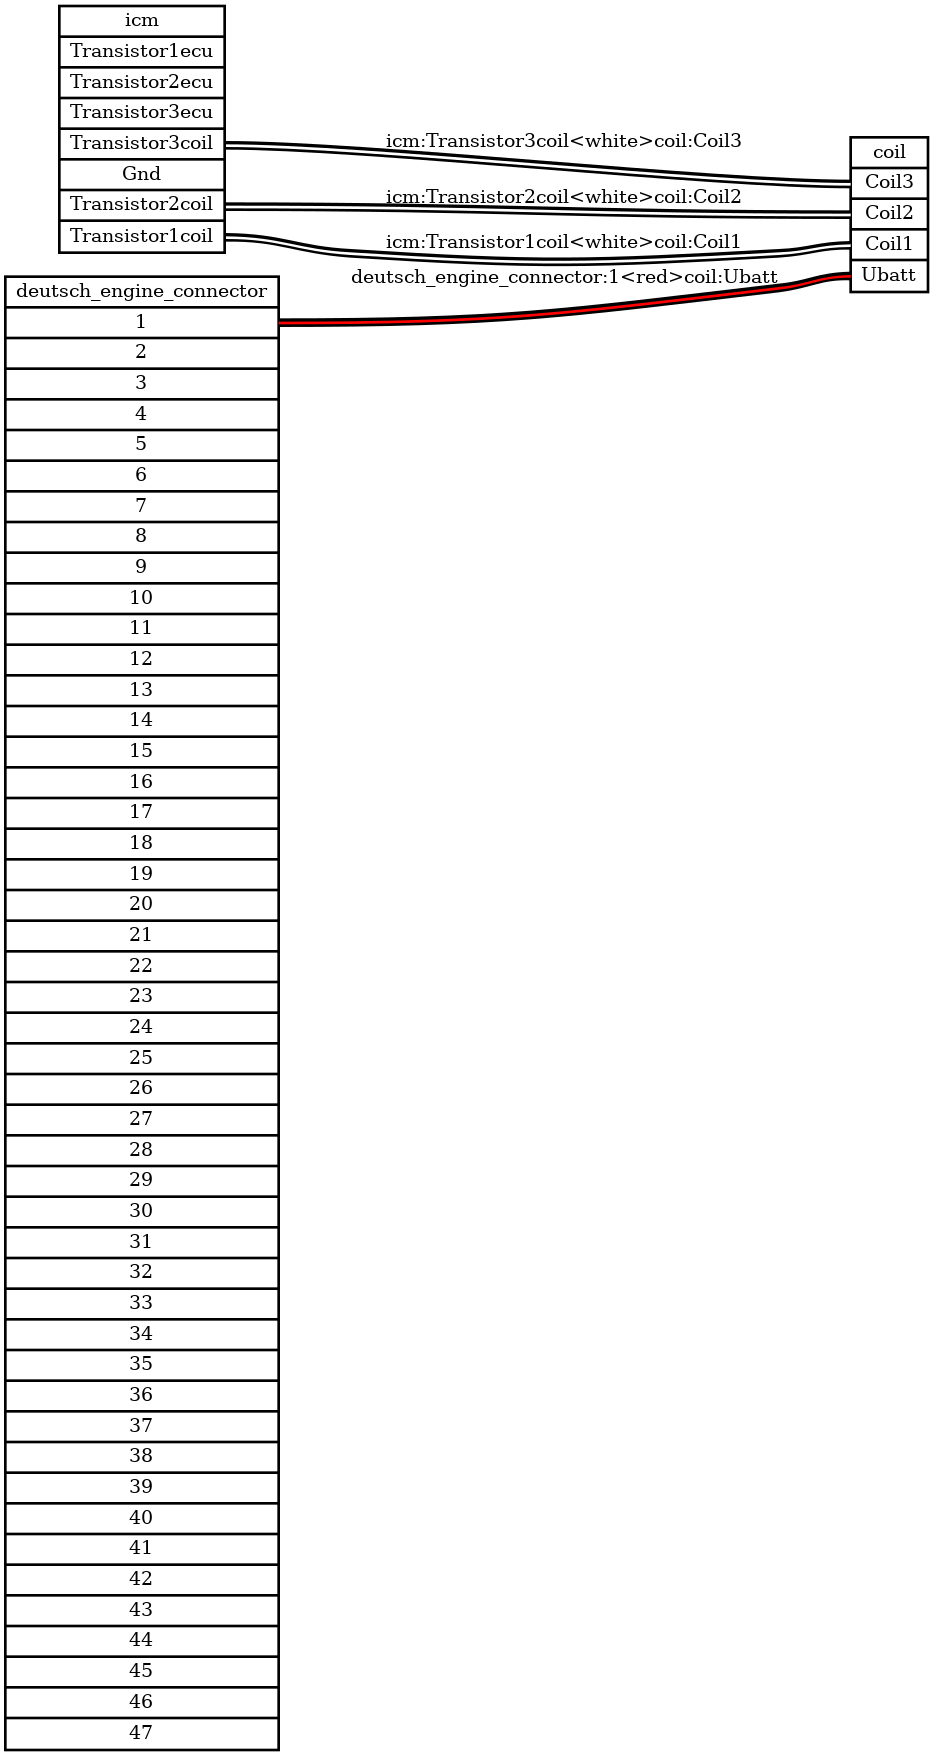 icm
Transistor1ecu
Transistor2ecu
Transistor3ecu
Transistor3coil
Gnd
Transistor2coil
Transistor1coil
icm:Transistor3coil<white>coil:Coil3
icm:Transistor2coil<white>coil:Coil2
icm:Transistor1coil<white>coil:Coil1
deutsch_engine_connector:1<red>coil:Ubatt
coil
Coil3
Coil2
Coil1
Ubatt
deutsch_engine_connector
1
2
3
4
5
6
7
8
9
10
11
12
13
14
15
16
17
18
19
20
21
22
23
24
25
26
27
28
29
30
31
32
33
34
35
36
37
38
39
40
41
42
43
44
45
46
47